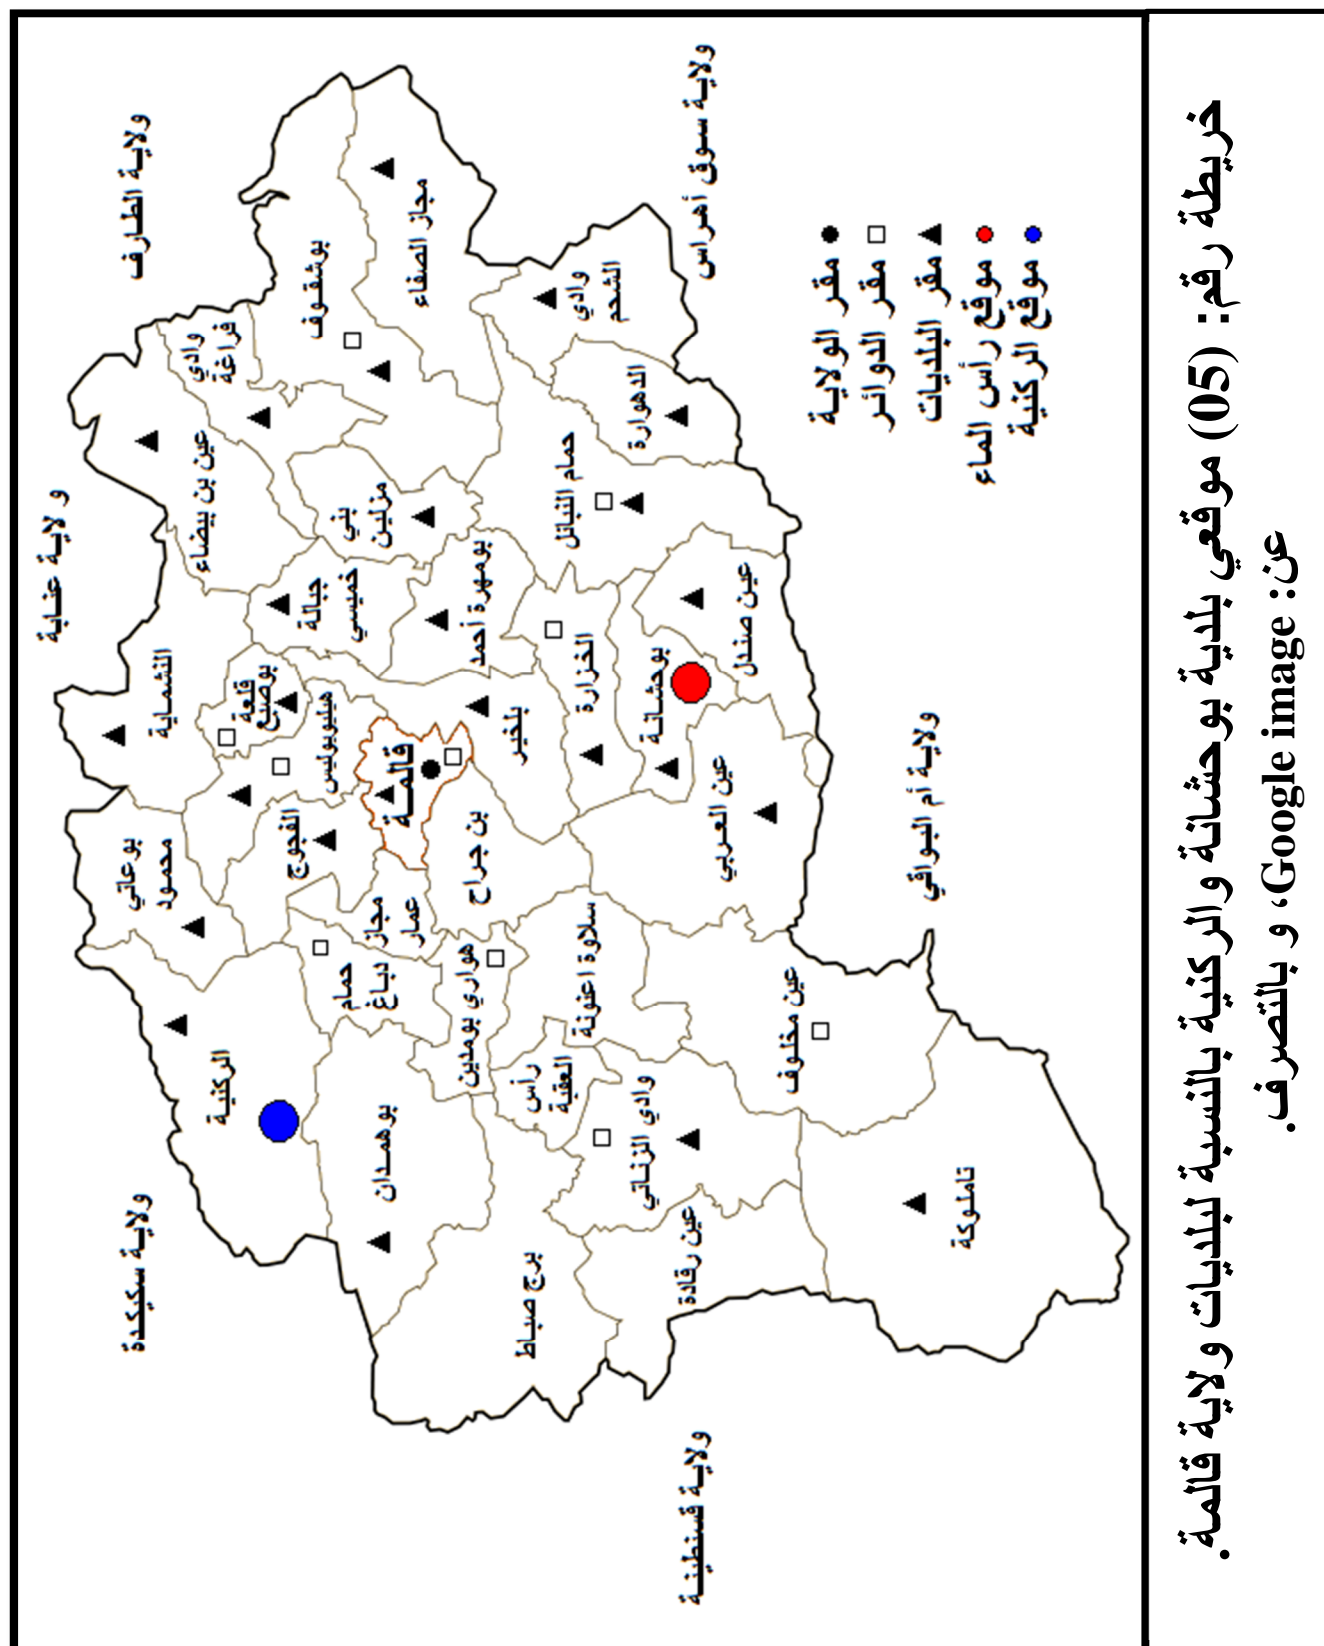 ولاية الطارف
ولاية عنابة
ولاية سكيكدة
ولاية سوق أهراس
ولاية أم البواقي
ولاية قسنطينة
بوشقوف
مجاز الصفاء
وادي
الشحم
وادي
فراغة
عين بن بيضاء
الدهوارة
حمام النبائل
بني
مزلين
جبالة
خميسي
بومهرة أحمد
عين صندل
الخزارة
بوحشانة
النشماية
قلعة
بوصبع
هيليوبوليس
قالمة
بلخير
الفجوج
بن جراح
عين العربي
بوعاتي
محمود
مجاز
عمار
حمام
دباغ
هواري بومدين
سلاوة اعنونة
عين مخلوف
الركنية
بوهمدان
رأس
العقبة
وادي الزناتي
تاملوكة
برج صباط
عين رقادة
مقر الولاية
مقر الدوائر
مقر البلديات
موقع رأس الماء
موقع الركنية
خريطة رقم: (05) موقعي بلدية بوحشانة والركنية بالنسبة لبلديات ولاية قالمة.
عن: Google image، و بالتصرف.